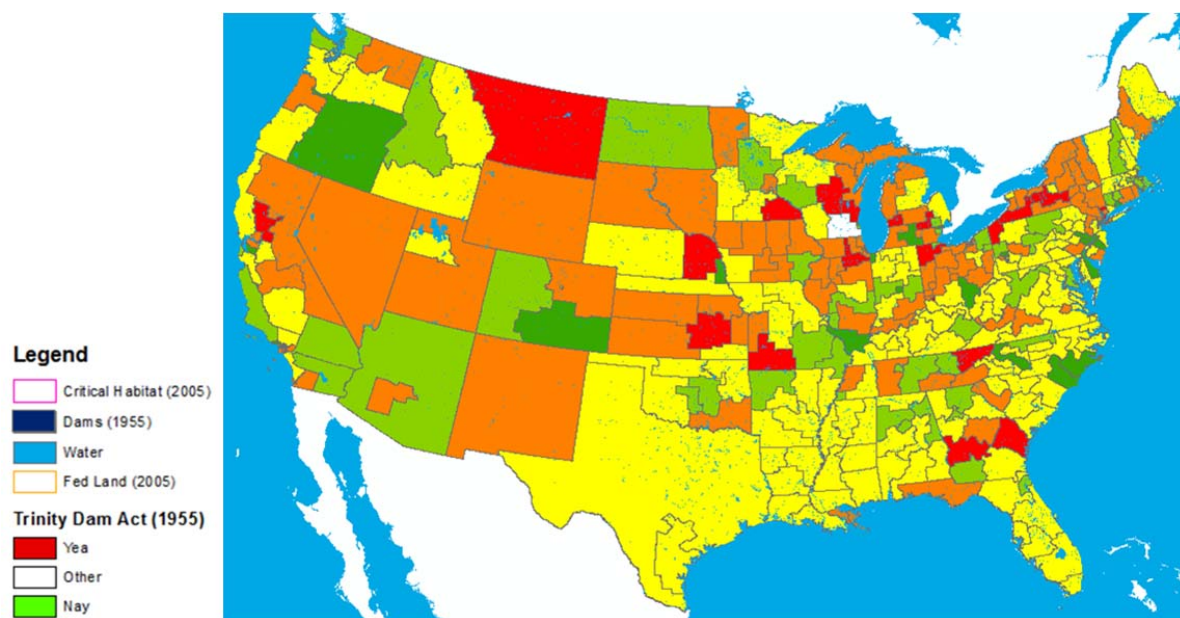 Legend
Critical Habitat (2005)
Dams (1955)
Water
Fed Land (2005)
Trinity Dam Act (1955)
Yea
Other
Nay